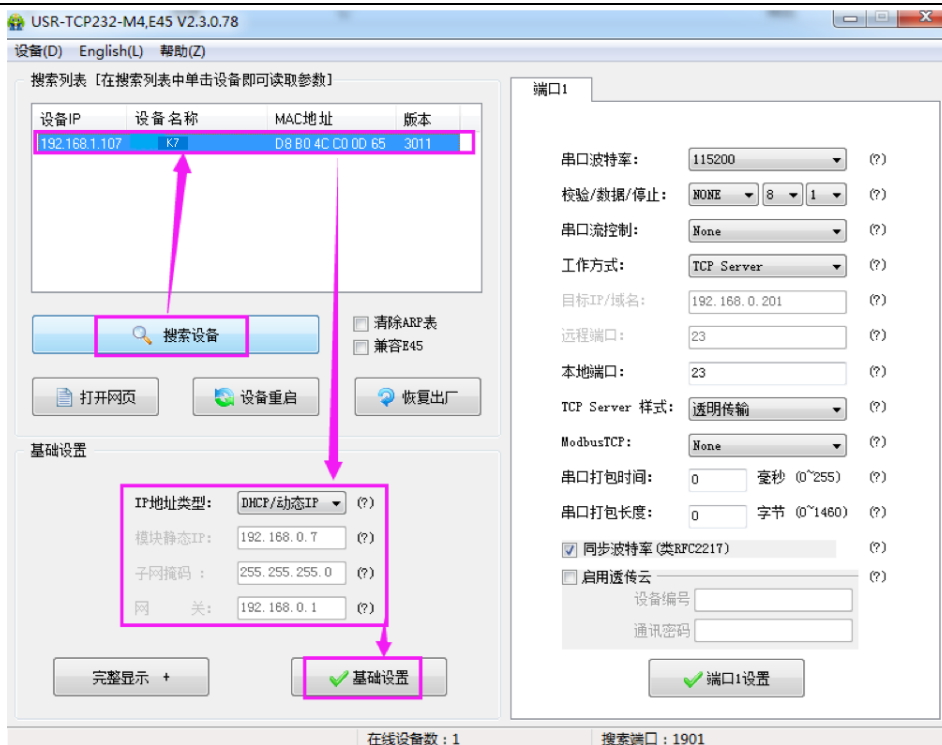 USR-TCP232-M4,E45 V2.3.0.78
设备(D) English(L) 帮助(Z)
搜索列表 [在搜索列表中单击设备即可读取参数]
设备IP 设备名称 MAC地址 版本
192.168.1.107 K7 D8 B0 4C C0 0D 65 3011
搜索设备
清除ARP表
兼容E45
打开网页
设备重启
恢复出厂
基础设置
IP地址类型: DHCP/动态IP (?)
模块静态IP: 192.168.0.7 (?)
子网掩码 : 255.255.255.0 (?)
网 关: 192.168.0.1 (?)
完整显示 +
基础设置
端口1
串口波特率: 115200 (?)
校验/数据/停止: NONE 8 1 (?)
串口流控制: None (?)
工作方式: TCP Server (?)
目标IP/域名: 192.168.0.201 (?)
远程端口: 23 (?)
本地端口: 23 (?)
TCP Server 样式: 透明传输 (?)
ModbusTCP: None (?)
串口打包时间: 0 毫秒 (0~255) (?)
串口打包长度: 0 字节 (0~1460) (?)
同步波特率(类RFC2217) (?)
启用透传云 (?)
设备编号
通讯密码
端口1设置
在线设备数:1 搜索端口:1901